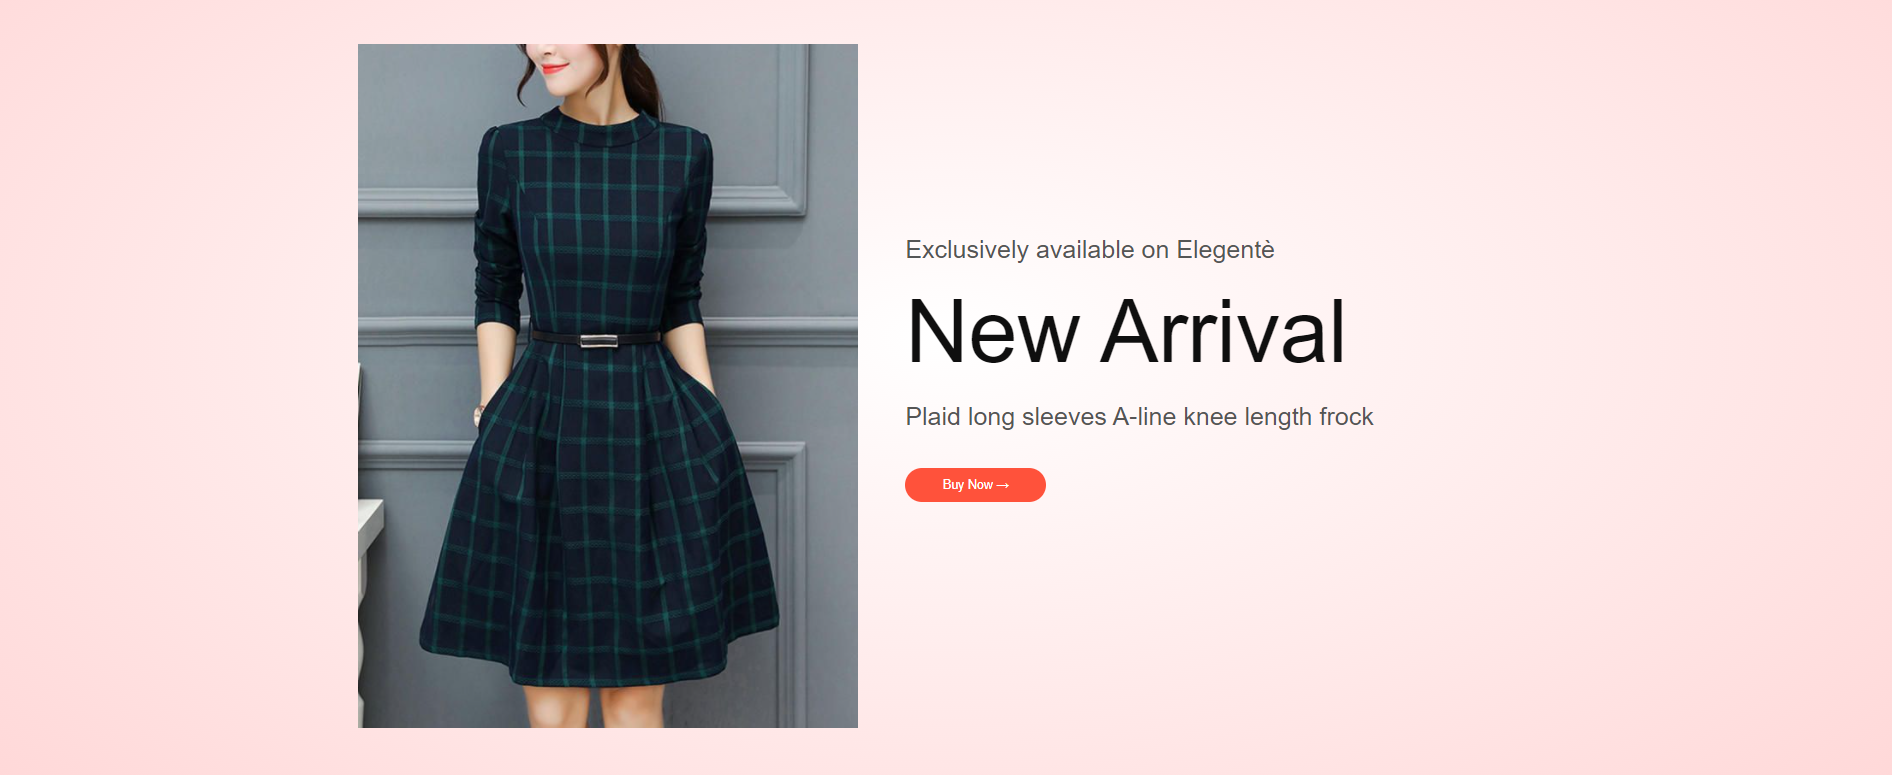 Exclusively available on Elegentè
New Arrival
Plaid long sleeves A-line knee length frock
Buy Now →